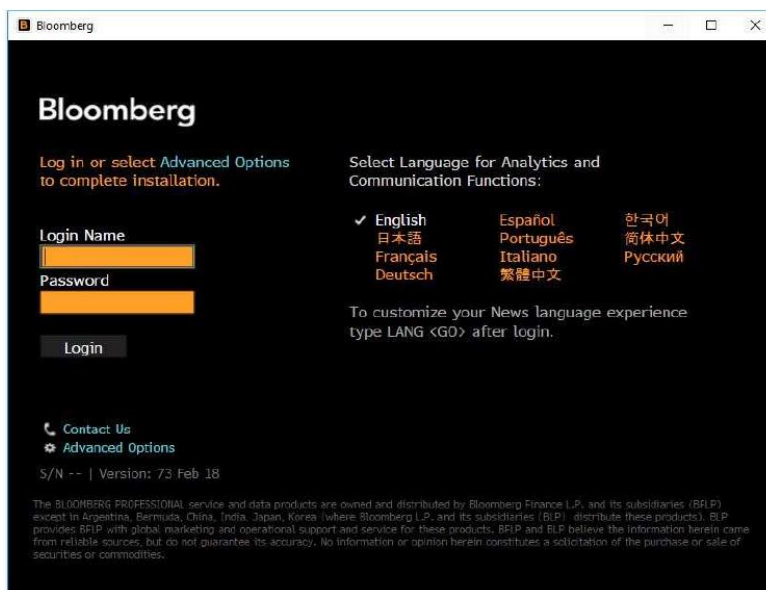 Bloomberg
Bloomberg
Log in or select Advanced Options
to complete installation.
Login Name
Password
Login
Select Language for Analytics and
Communication Functions:
English
日本語
Français
Deutsch
Español
Português
Italiano
繁體中文
한국어
简体中文
Русский
To customize your News language experience
type LANG <GO> after login.
Contact Us
Advanced Options
S/N -- | Version: 73 Feb 18
The BLOOMBERG PROFESSIONAL service and data products are owned and distributed by Bloomberg Finance L.P. and its subsidiaries (BFLP)
except in Argentina, Bermuda, China, India, Japan, Korea (where Bloomberg L.P. and its subsidiaries (BLP) distribute these products). BLP
provides BFLP with global marketing and operational support and service for these products. BFLP and BLP believe the information herein came
from reliable sources, but do not guarantee its accuracy. No information or opinion herein constitutes a solicitation of the purchase or sale of
securities or commodities.